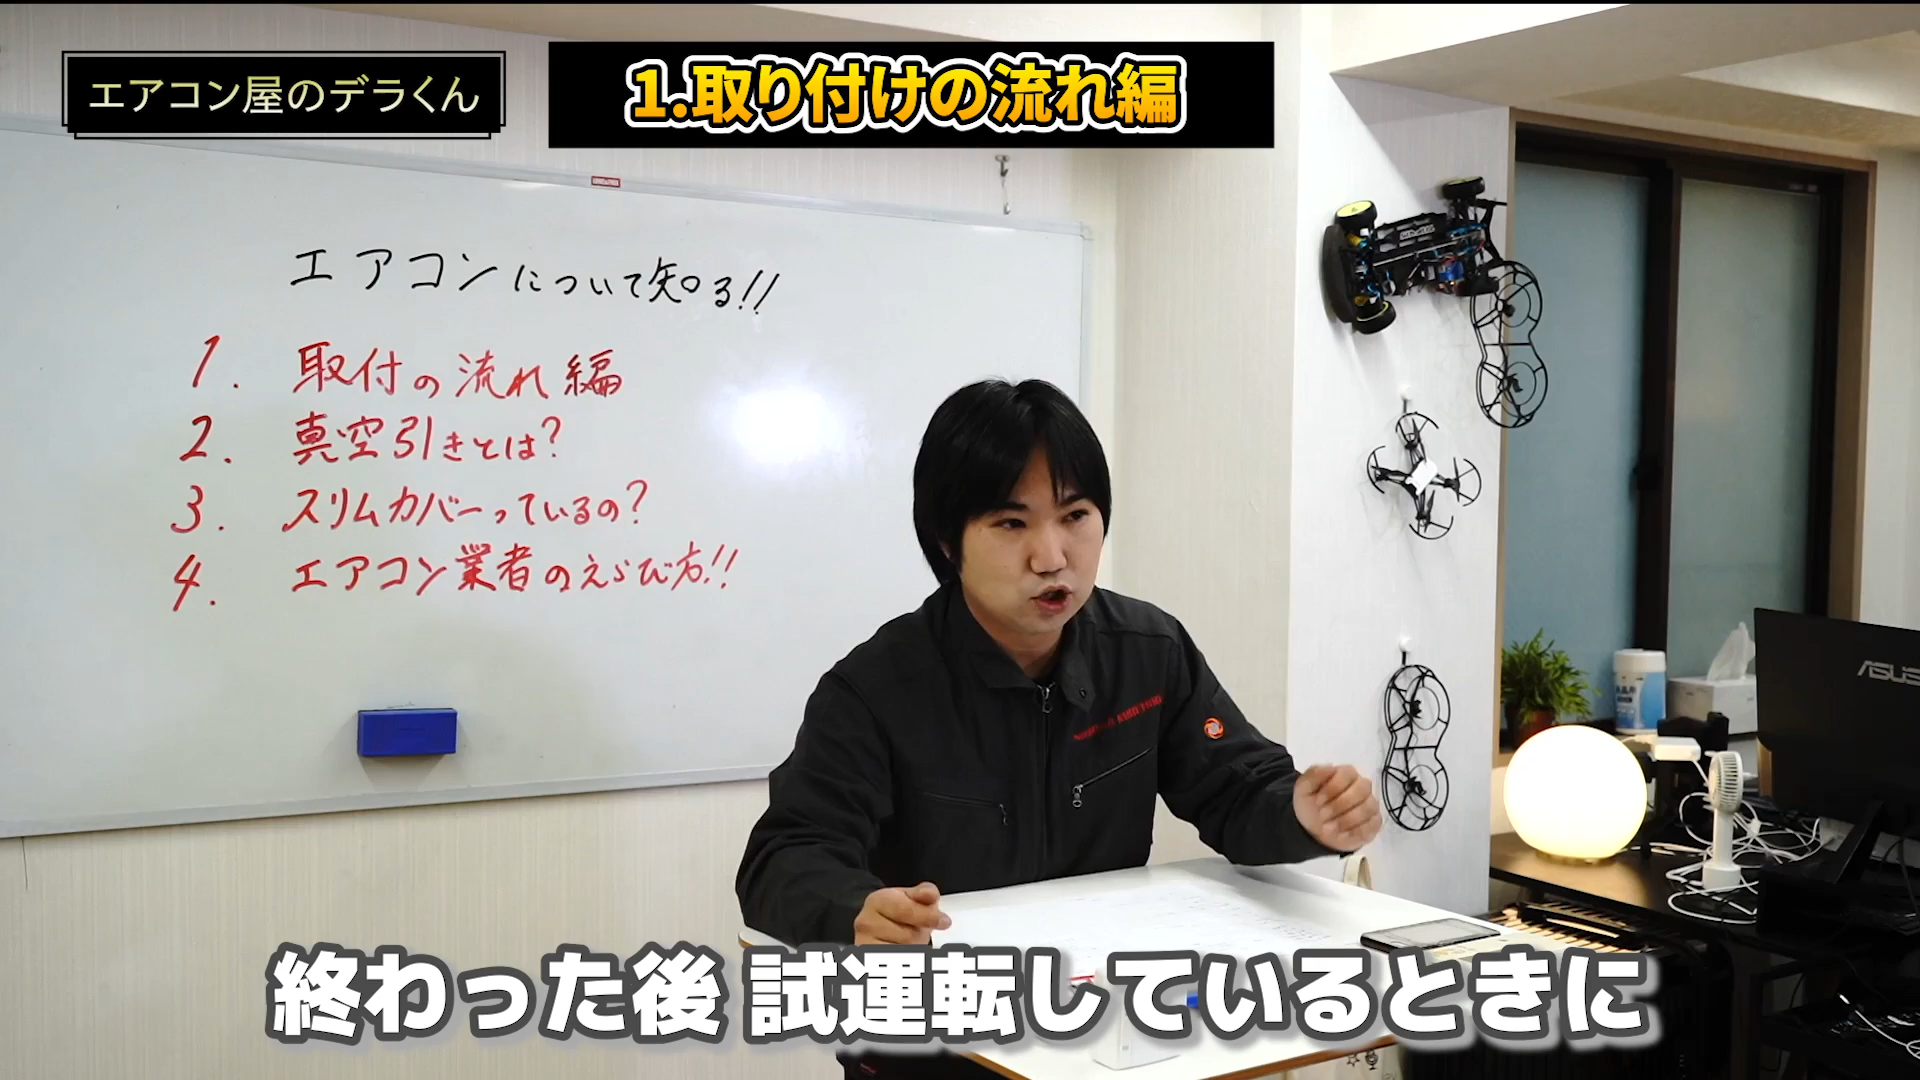 エアコン屋のデラくん
1.取り付けの流れ編
エアコンについて知る!!
1. 取付の流れ編
2. 真空引きとは?
3. スリムカバーっているの?
4. エアコン業者のえらび方!!
ASUS
終わった後 試運転しているときに